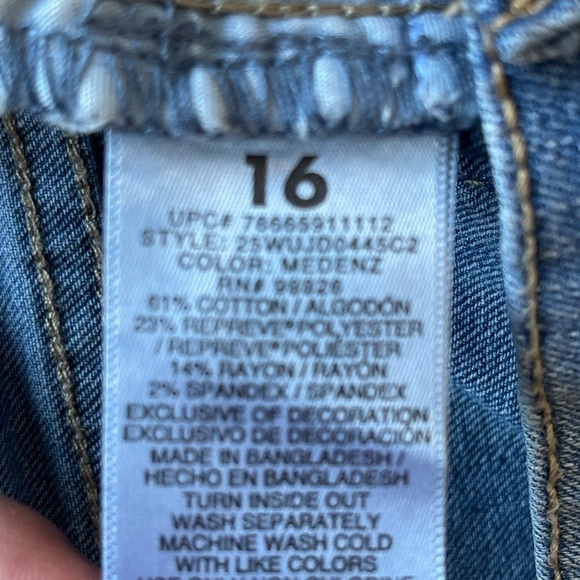 16
UPC# 78665911112
STYLE: 25WUJD0445C2
COLOR: MEDENZ
RN# 98826
61% COTTON / ALGODÓN
23% REPREVE® POLYESTER
/ REPREVE® POLIÉSTER
14% RAYON / RAYÓN
2% SPANDEX / SPANDEX
EXCLUSIVE OF DECORATION
EXCLUSIVO DE DECORACIÓN
MADE IN BANGLADESH /
HECHO EN BANGLADESH
TURN INSIDE OUT
WASH SEPARATELY
MACHINE WASH COLD
WITH LIKE COLORS